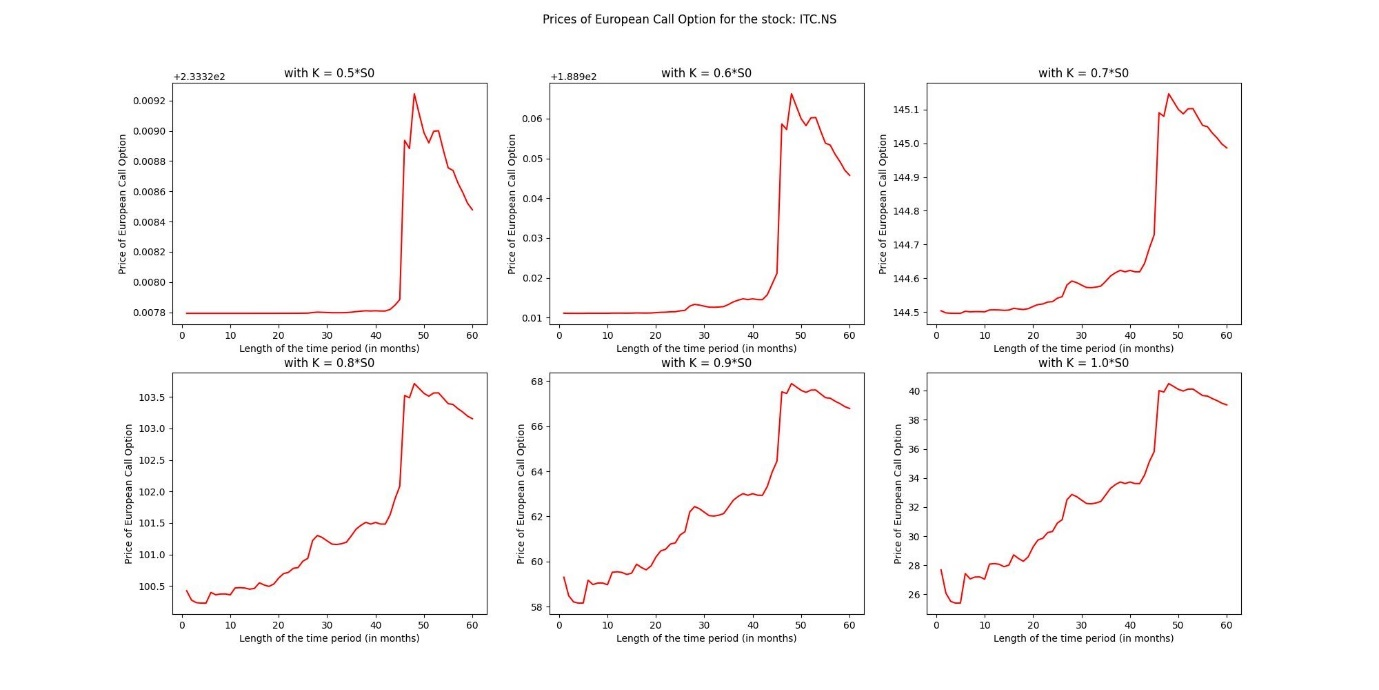 Prices of European Call Option for the stock: ITC.NS
with K = 0.5*S0
+2.3332e2
0.0092
0.0090
0.0088
0.0086
0.0084
0.0082
0.0080
0.0078
Price of European Call Option
0 10 20 30 40 50 60
Length of the time period (in months)
with K = 0.6*S0
+1.889e2
0.06
0.05
0.04
0.03
0.02
0.01
Price of European Call Option
0 10 20 30 40 50 60
Length of the time period (in months)
with K = 0.7*S0
145.1
145.0
144.9
144.8
144.7
144.6
144.5
Price of European Call Option
0 10 20 30 40 50 60
Length of the time period (in months)
with K = 0.8*S0
103.5
103.0
102.5
102.0
101.5
101.0
100.5
Price of European Call Option
0 10 20 30 40 50 60
Length of the time period (in months)
with K = 0.9*S0
68
66
64
62
60
58
Price of European Call Option
0 10 20 30 40 50 60
Length of the time period (in months)
with K = 1.0*S0
40
38
36
34
32
30
28
26
Price of European Call Option
0 10 20 30 40 50 60
Length of the time period (in months)